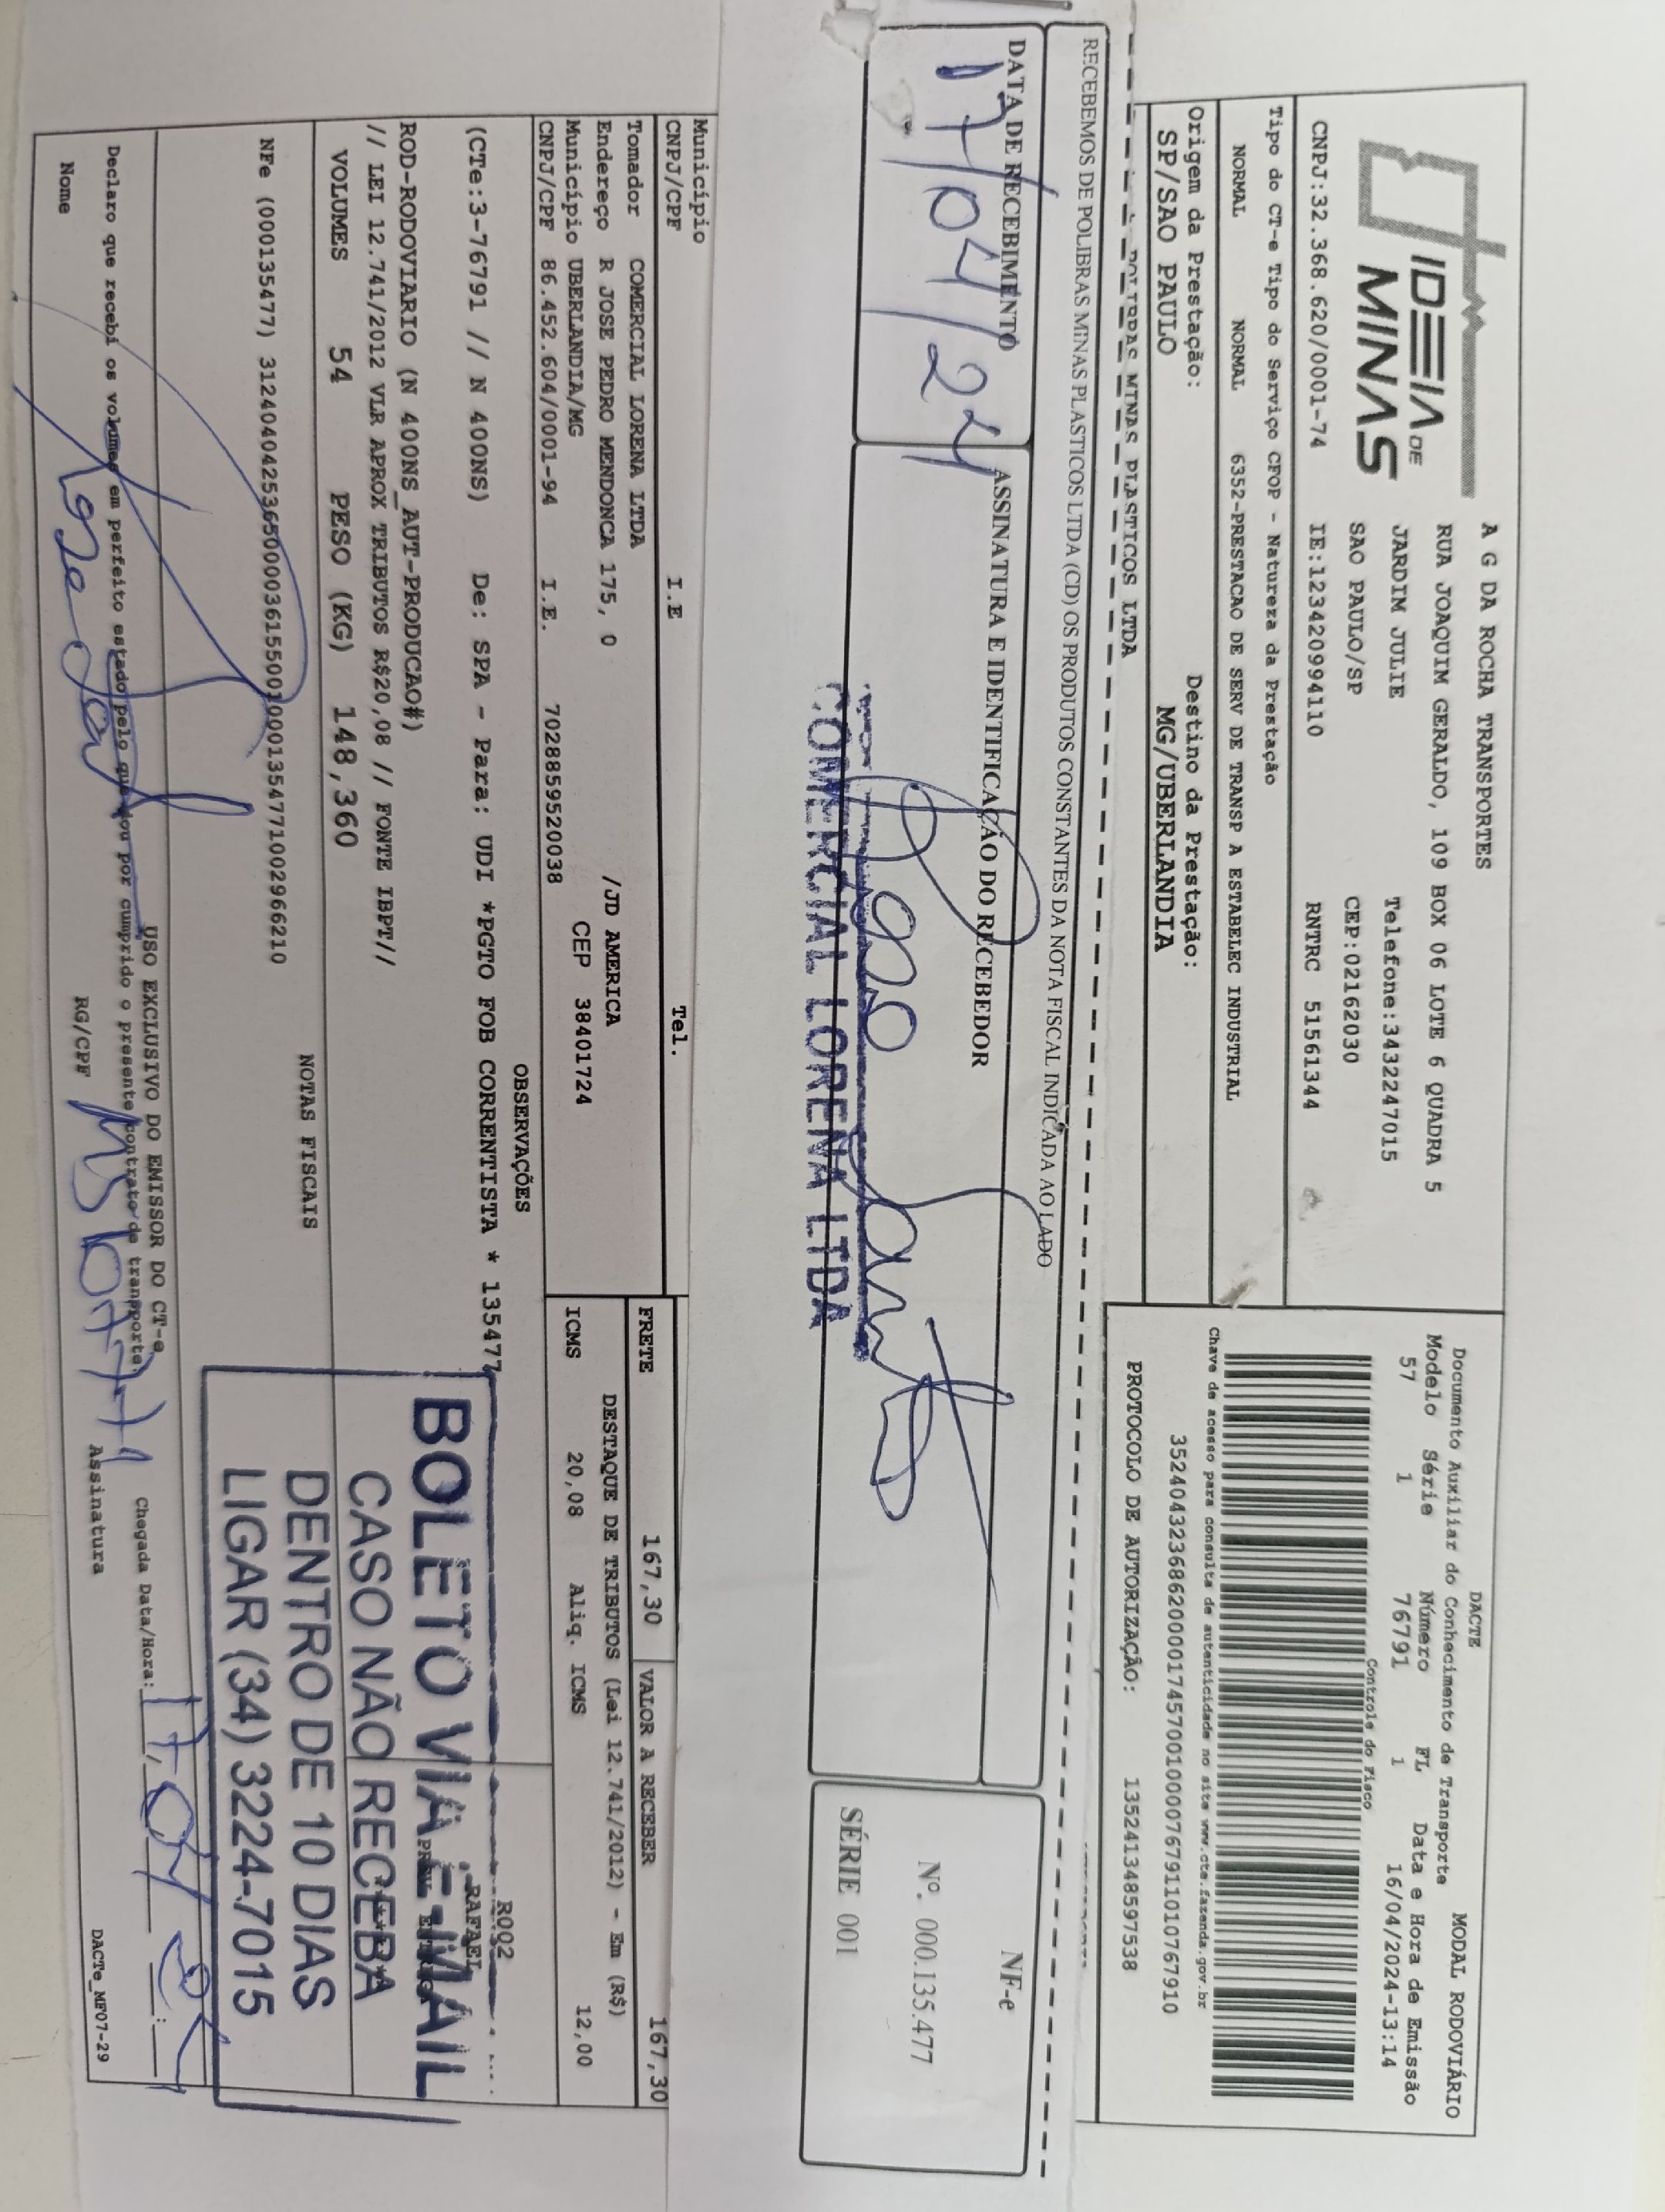 IDEIA DE
MINAS
A G DA ROCHA TRANSPORTES
RUA JOAQUIM GERALDO, 109 BOX 06 LOTE 6 QUADRA 5
JARDIM JULIE Telefone:3432247015
SAO PAULO/SP CEP:02162030
CNPJ:32.368.620/0001-74 IE:123420994110 RNTRC 51561344
Tipo do CT-e Tipo do Serviço CFOP - Natureza da Prestação
NORMAL NORMAL 6352-PRESTACAO DE SERV DE TRANSP A ESTABELEC INDUSTRIAL
Origem da Prestação: Destino da Prestação:
SP/SAO PAULO MG/UBERLANDIA
POLIBRAS MINAS PLASTICOS LTDA
DACTE MODAL RODOVIÁRIO
Documento Auxiliar do Conhecimento de Transporte
Modelo Série Número FL Data e Hora de Emissão
57 1 76791 1 16/04/2024-13:14
Controle do Fisco
Chave de acesso para consulta de autenticidade no site www.cte.fazenda.gov.br
35240432368620000174570010000767911010767910
PROTOCOLO DE AUTORIZAÇÃO: 135241348597538
RECEBEMOS DE POLIBRAS MINAS PLASTICOS LTDA (CD) OS PRODUTOS CONSTANTES DA NOTA FISCAL INDICADA AO LADO
DATA DE RECEBIMENTO ASSINATURA E IDENTIFICAÇÃO DO RECEBEDOR
17/04/24
COMERCIAL LORENA LTDA
NF-e
Nº. 000.135.477
SÉRIE 001
Município
CNPJ/CPF I.E Tel.
Tomador COMERCIAL LORENA LTDA
Endereço R JOSE PEDRO MENDONCA 175, 0 /JD AMERICA
Município UBERLANDIA/MG CEP 38401724
CNPJ/CPF 86.452.604/0001-94 I.E. 7028859520038
FRETE 167,30 VALOR A RECEBER 167,30
DESTAQUE DE TRIBUTOS (Lei 12.741/2012) - Em (R$)
ICMS 20,08 Aliq. ICMS 12,00
OBSERVAÇÕES
(CTe:3-76791 // N 400NS) De: SPA - Para: UDI *PGTO FOB CORRENTISTA * 135477
R002
RAFAEL
ROD-RODOVIARIO (N 400NS_AUT-PRODUCAO#)
// LEI 12.741/2012 VLR APROX TRIBUTOS R$20,08 // FONTE IBPT//
VOLUMES 54 PESO (KG) 148,360
NOTAS FISCAIS
NFe (000135477) 31240404253650000361550010001354771002966210
BOLETO VIA E-MAIL
CASO NÃO RECEBA
DENTRO DE 10 DIAS
LIGAR (34) 3224-7015
USO EXCLUSIVO DO EMISSOR DO CT-e
Declaro que recebi os volumes em perfeito estado pelo que dou por cumprido o presente contrato de transporte. Chegada Data/Hora: 17/04/24
Nome RG/CPF Assinatura DACTe_MF07-29